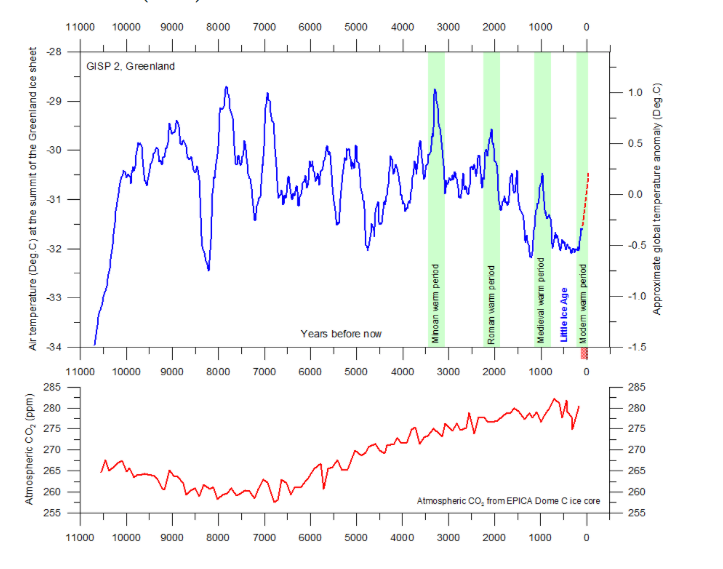 11000 10000 9000 8000 7000 6000 5000 4000 3000 2000 1000 0
-28
-29
-30
-31
-32
-33
-34
Air temperature (Deg.C) at the summit of the Greenland ice sheet
GISP 2, Greenland
Years before now
Minoan warm period
Roman warm period
Medieval warm period
Little Ice Age
Modern warm period
1.0
0.5
0.0
-0.5
-1.0
-1.5
Approximate global temperature anomaly (Deg.C)
11000 10000 9000 8000 7000 6000 5000 4000 3000 2000 1000 0
285
280
275
270
265
260
255
Atmospheric CO₂ (ppm)
Atmospheric CO₂ from EPICA Dome C ice core
285
280
275
270
265
260
255
11000 10000 9000 8000 7000 6000 5000 4000 3000 2000 1000 0